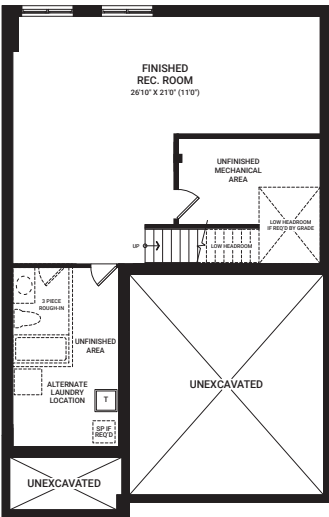 FINISHED
REC. ROOM
26'10" X 21'0" (11'0")
UNFINISHED
MECHANICAL
AREA
LOW HEADROOM
IF REQ'D BY GRADE
UP
LOW HEADROOM
3 PIECE
ROUGH-IN
UNFINISHED
AREA
ALTERNATE
LAUNDRY
LOCATION
T
SP IF
REQ'D
UNEXCAVATED
UNEXCAVATED